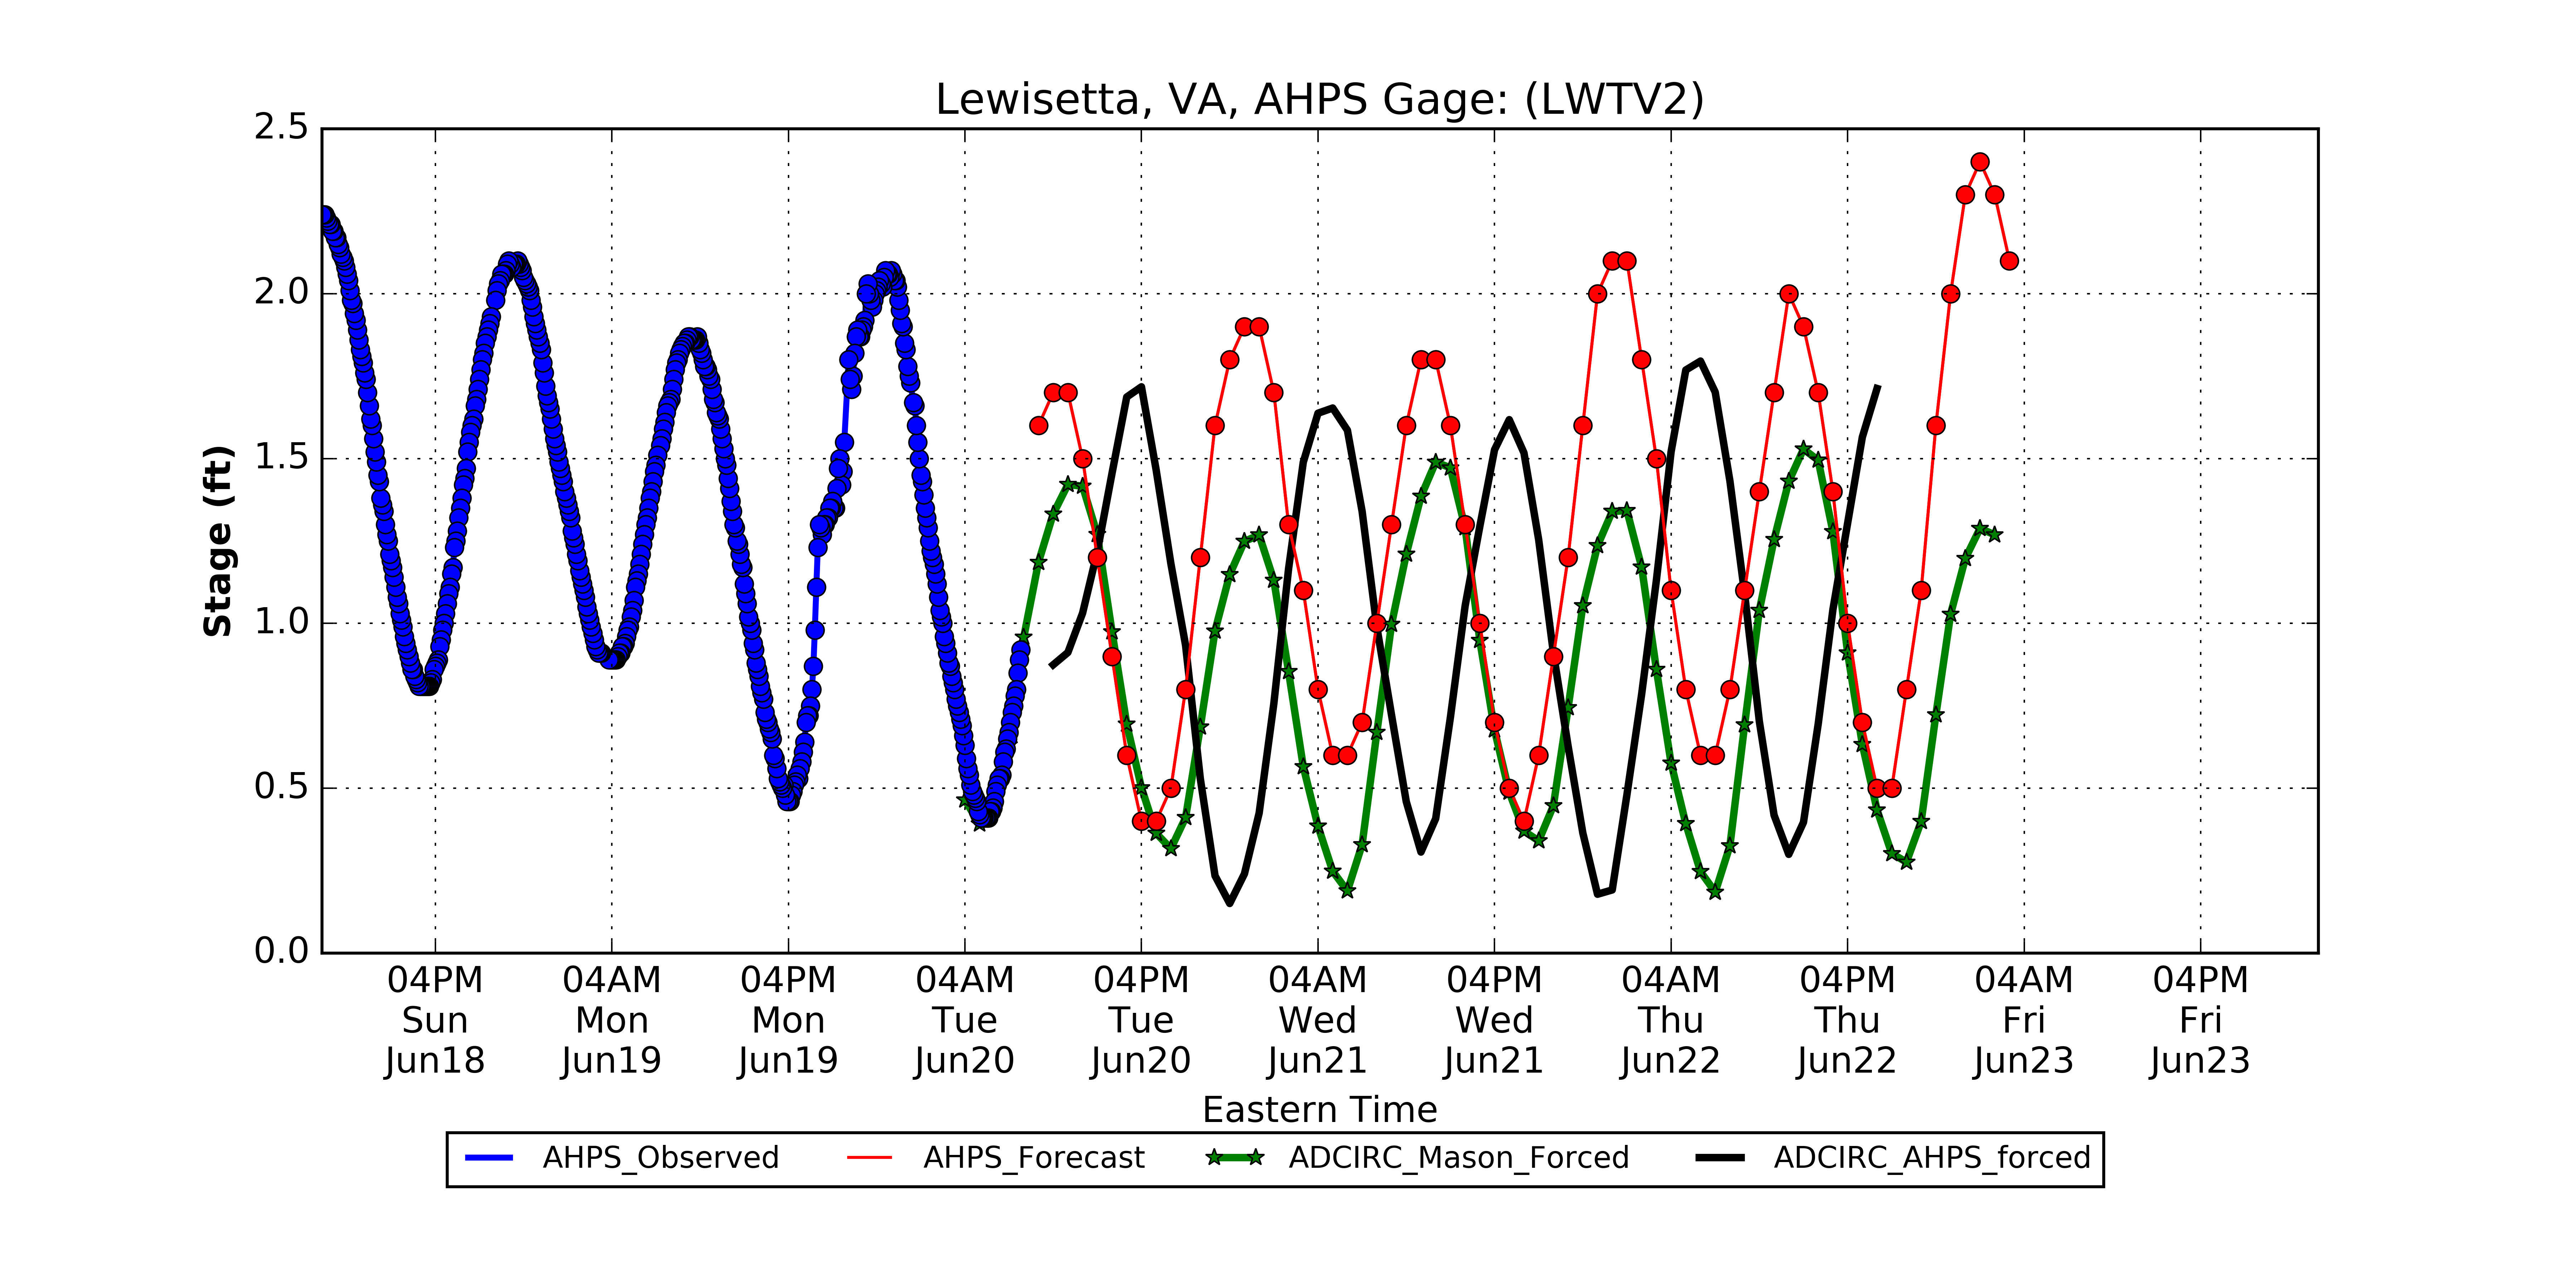 Lewisetta, VA, AHPS Gage: (LWTV2)
2.5
2.0
1.5
1.0
0.5
0.0
Stage (ft)
04PM 04AM 04PM 04AM 04PM 04AM 04PM 04AM 04PM 04AM 04PM
Sun Mon Mon Tue Tue Wed Wed Thu Thu Fri Fri
Jun18 Jun19 Jun19 Jun20 Jun20 Jun21 Jun21 Jun22 Jun22 Jun23 Jun23
Eastern Time
AHPS_Observed AHPS_Forecast ADCIRC_Mason_Forced ADCIRC_AHPS_forced